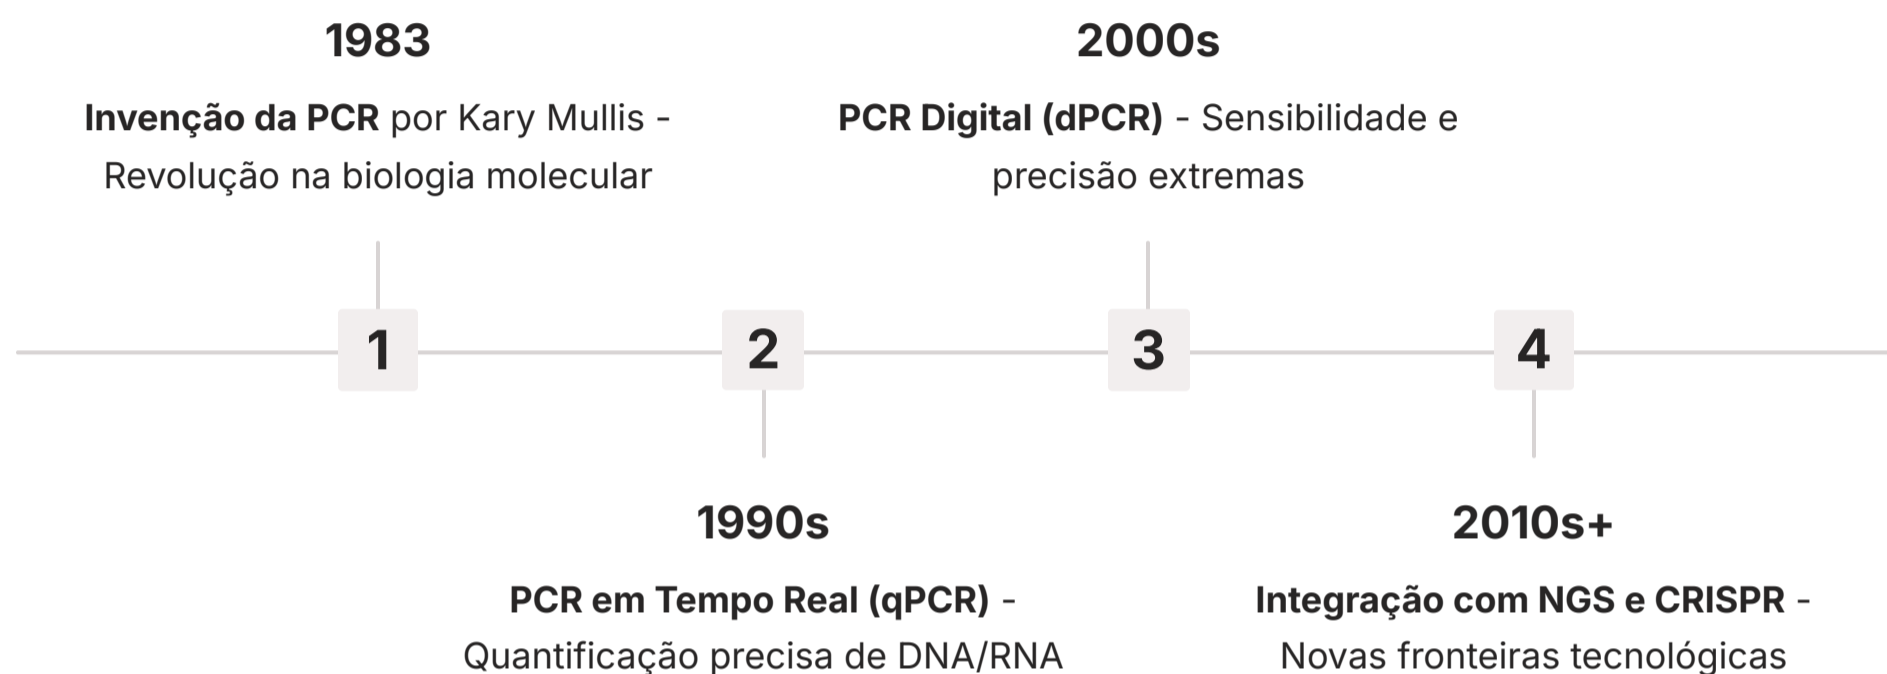 1983
Invenção da PCR por Kary Mullis -
Revolução na biologia molecular
2000s
PCR Digital (dPCR) - Sensibilidade e
precisão extremas
1
2
3
4
1990s
PCR em Tempo Real (qPCR) -
Quantificação precisa de DNA/RNA
2010s+
Integração com NGS e CRISPR -
Novas fronteiras tecnológicas